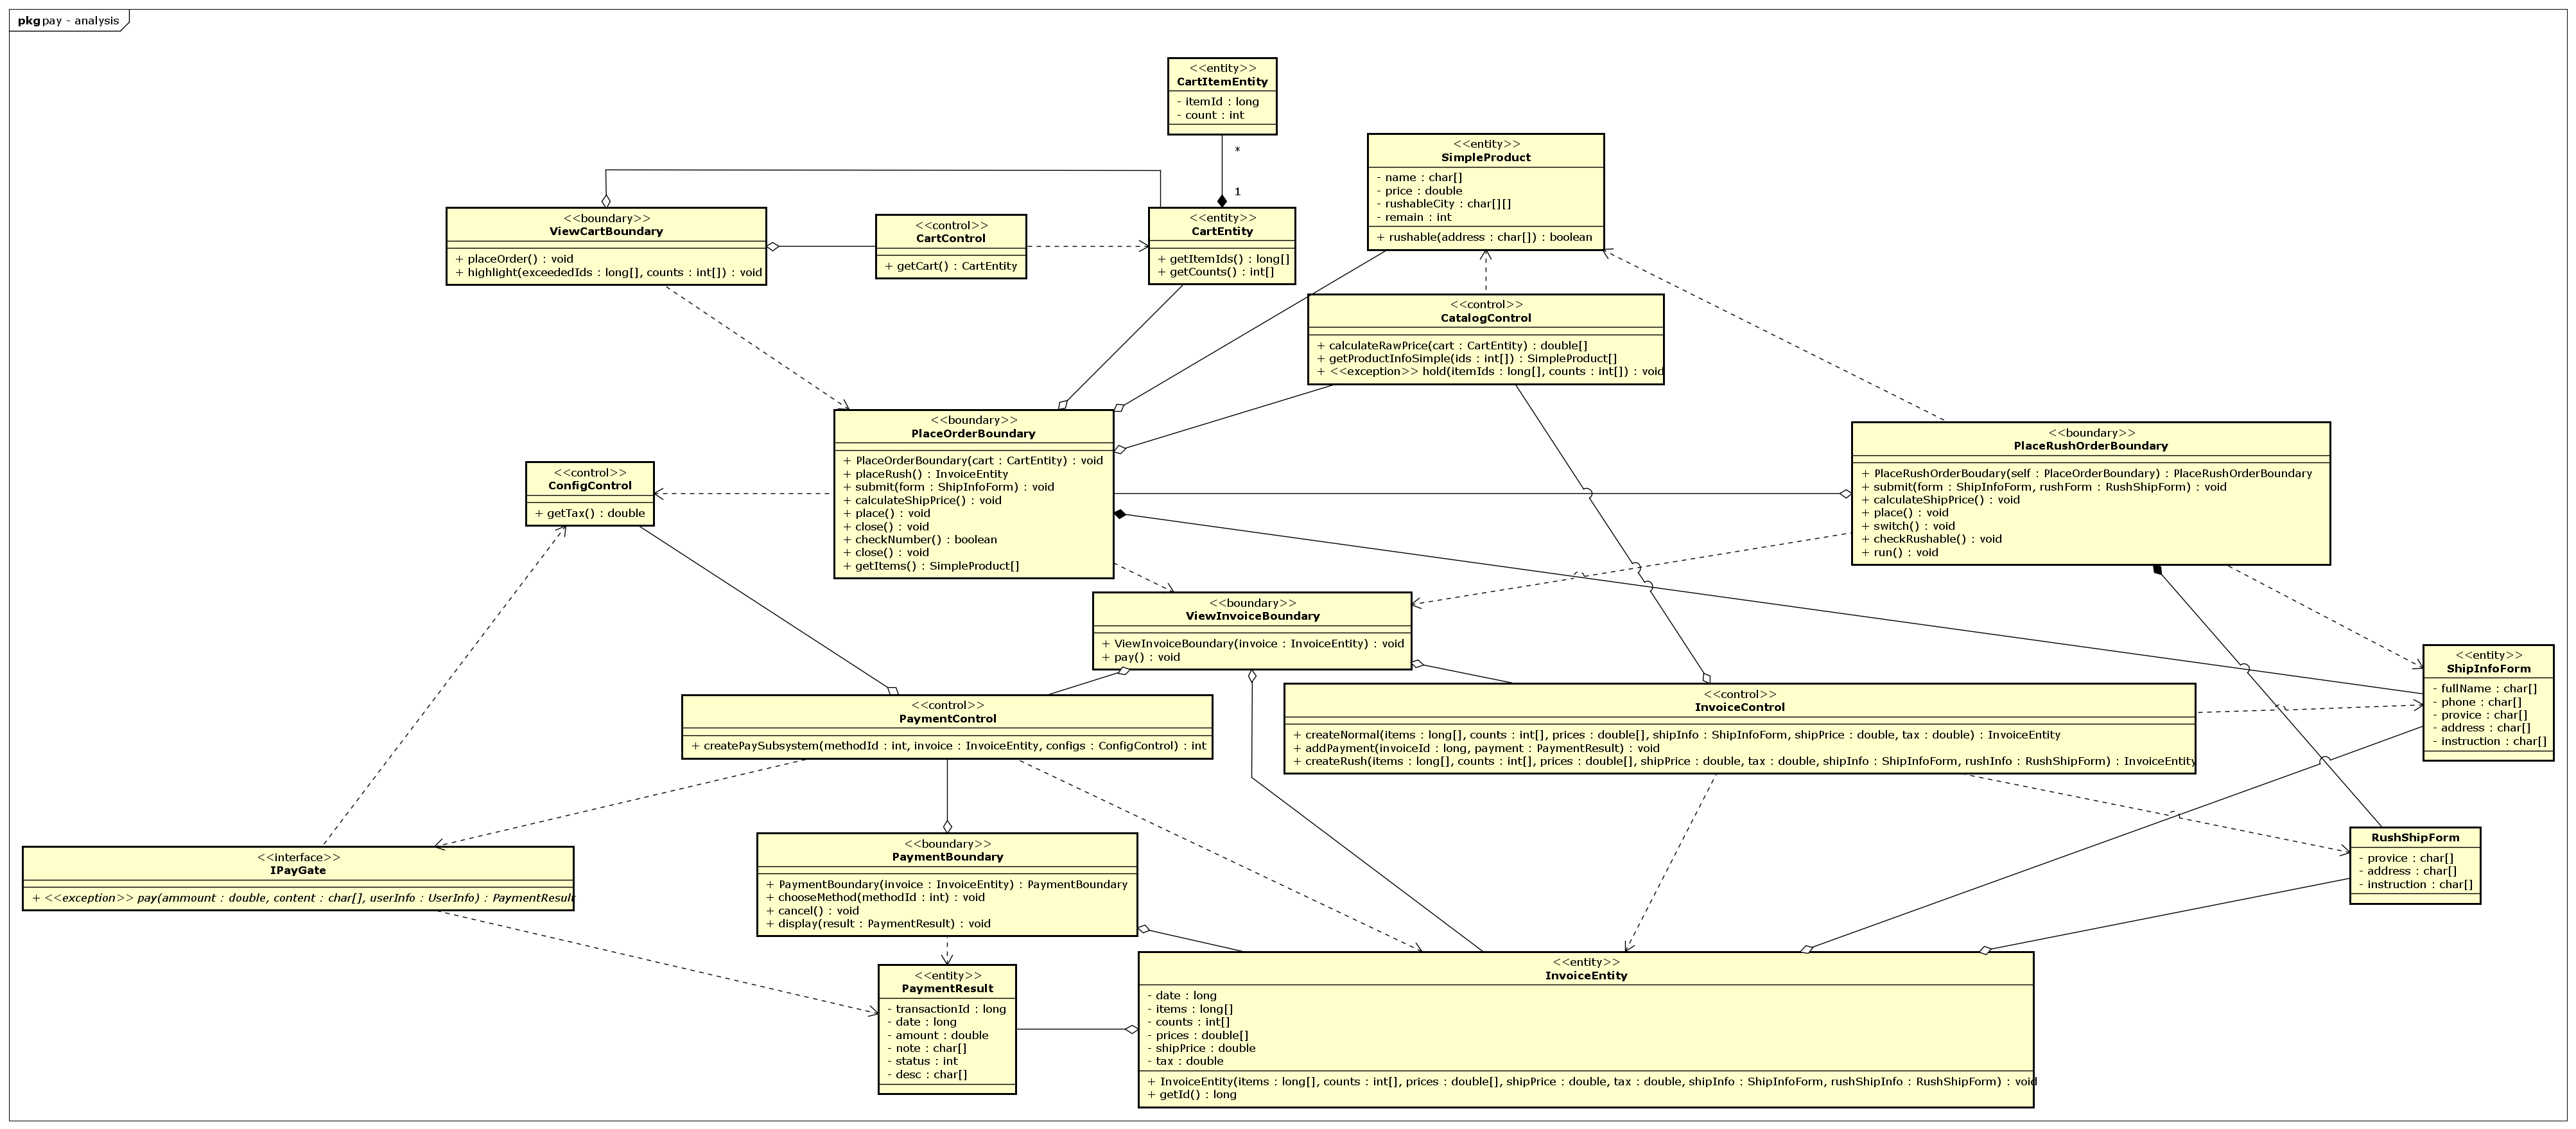 pkg pay - analysis
<<entity>>
CartItemEntity
- itemId : long
- count : int
*
1
<<entity>>
SimpleProduct
- name : char[]
- price : double
- rushableCity : char[][]
- remain : int
+ rushable(address : char[]) : boolean
<<boundary>>
ViewCartBoundary
+ placeOrder() : void
+ highlight(exceededIds : long[], counts : int[]) : void
<<control>>
CartControl
+ getCart() : CartEntity
<<entity>>
CartEntity
+ getItemIds() : long[]
+ getCounts() : int[]
<<control>>
CatalogControl
+ calculateRawPrice(cart : CartEntity) : double[]
+ getProductInfoSimple(ids : int[]) : SimpleProduct[]
+ <<exception>> hold(itemIds : long[], counts : int[]) : void
<<boundary>>
PlaceOrderBoundary
+ PlaceOrderBoundary(cart : CartEntity) : void
+ placeRush() : InvoiceEntity
+ submit(form : ShipInfoForm) : void
+ calculateShipPrice() : void
+ place() : void
+ close() : void
+ checkNumber() : boolean
+ close() : void
+ getItems() : SimpleProduct[]
<<boundary>>
PlaceRushOrderBoundary
+ PlaceRushOrderBoudary(self : PlaceOrderBoundary) : PlaceRushOrderBoundary
+ submit(form : ShipInfoForm, rushForm : RushShipForm) : void
+ calculateShipPrice() : void
+ place() : void
+ switch() : void
+ checkRushable() : void
+ run() : void
<<control>>
ConfigControl
+ getTax() : double
<<boundary>>
ViewInvoiceBoundary
+ ViewInvoiceBoundary(invoice : InvoiceEntity) : void
+ pay() : void
<<entity>>
ShipInfoForm
- fullName : char[]
- phone : char[]
- provice : char[]
- address : char[]
- instruction : char[]
<<control>>
PaymentControl
+ createPaySubsystem(methodId : int, invoice : InvoiceEntity, configs : ConfigControl) : int
<<control>>
InvoiceControl
+ createNormal(items : long[], counts : int[], prices : double[], shipInfo : ShipInfoForm, shipPrice : double, tax : double) : InvoiceEntity
+ addPayment(invoiceId : long, payment : PaymentResult) : void
+ createRush(items : long[], counts : int[], prices : double[], shipPrice : double, tax : double, shipInfo : ShipInfoForm, rushInfo : RushShipForm) : InvoiceEntity
<<interface>>
IPayGate
+ <<exception>> pay(ammount : double, content : char[], userInfo : UserInfo) : PaymentResult
<<boundary>>
PaymentBoundary
+ PaymentBoundary(invoice : InvoiceEntity) : PaymentBoundary
+ chooseMethod(methodId : int) : void
+ cancel() : void
+ display(result : PaymentResult) : void
RushShipForm
- provice : char[]
- address : char[]
- instruction : char[]
<<entity>>
PaymentResult
- transactionId : long
- date : long
- amount : double
- note : char[]
- status : int
- desc : char[]
<<entity>>
InvoiceEntity
- date : long
- items : long[]
- counts : int[]
- prices : double[]
- shipPrice : double
- tax : double
+ InvoiceEntity(items : long[], counts : int[], prices : double[], shipPrice : double, tax : double, shipInfo : ShipInfoForm, rushShipInfo : RushShipForm) : void
+ getId() : long